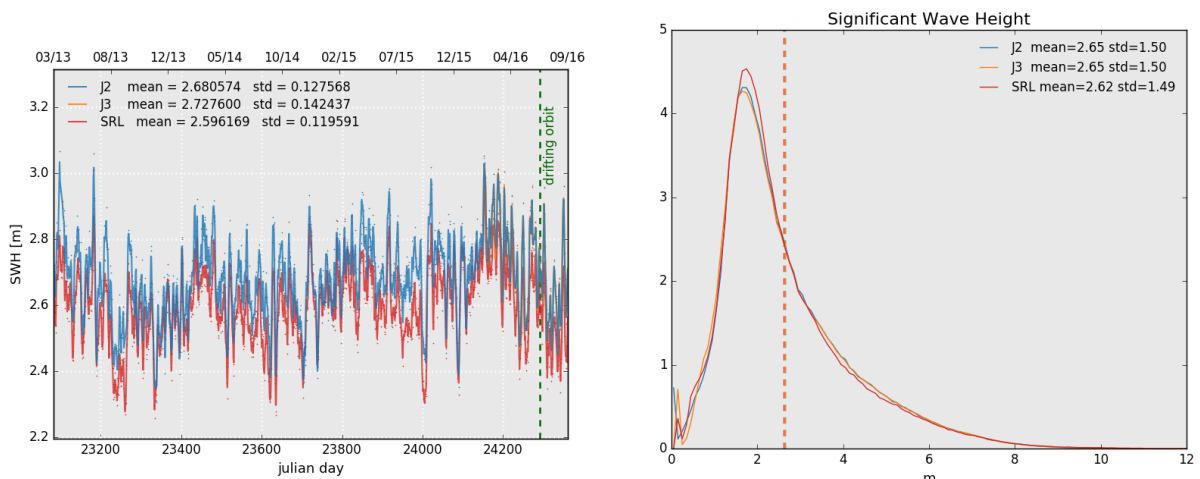 03/13 08/13 12/13 05/14 10/14 02/15 07/15 12/15 04/16 09/16
J2 mean = 2.680574 std = 0.127568
J3 mean = 2.727600 std = 0.142437
SRL mean = 2.596169 std = 0.119591
drifting orbit
3.2
3.0
2.8
2.6
2.4
2.2
SWH [m]
23200 23400 23600 23800 24000 24200
julian day
Significant Wave Height
J2 mean=2.65 std=1.50
J3 mean=2.65 std=1.50
SRL mean=2.62 std=1.49
5
4
3
2
1
0
0 2 4 6 8 10 12